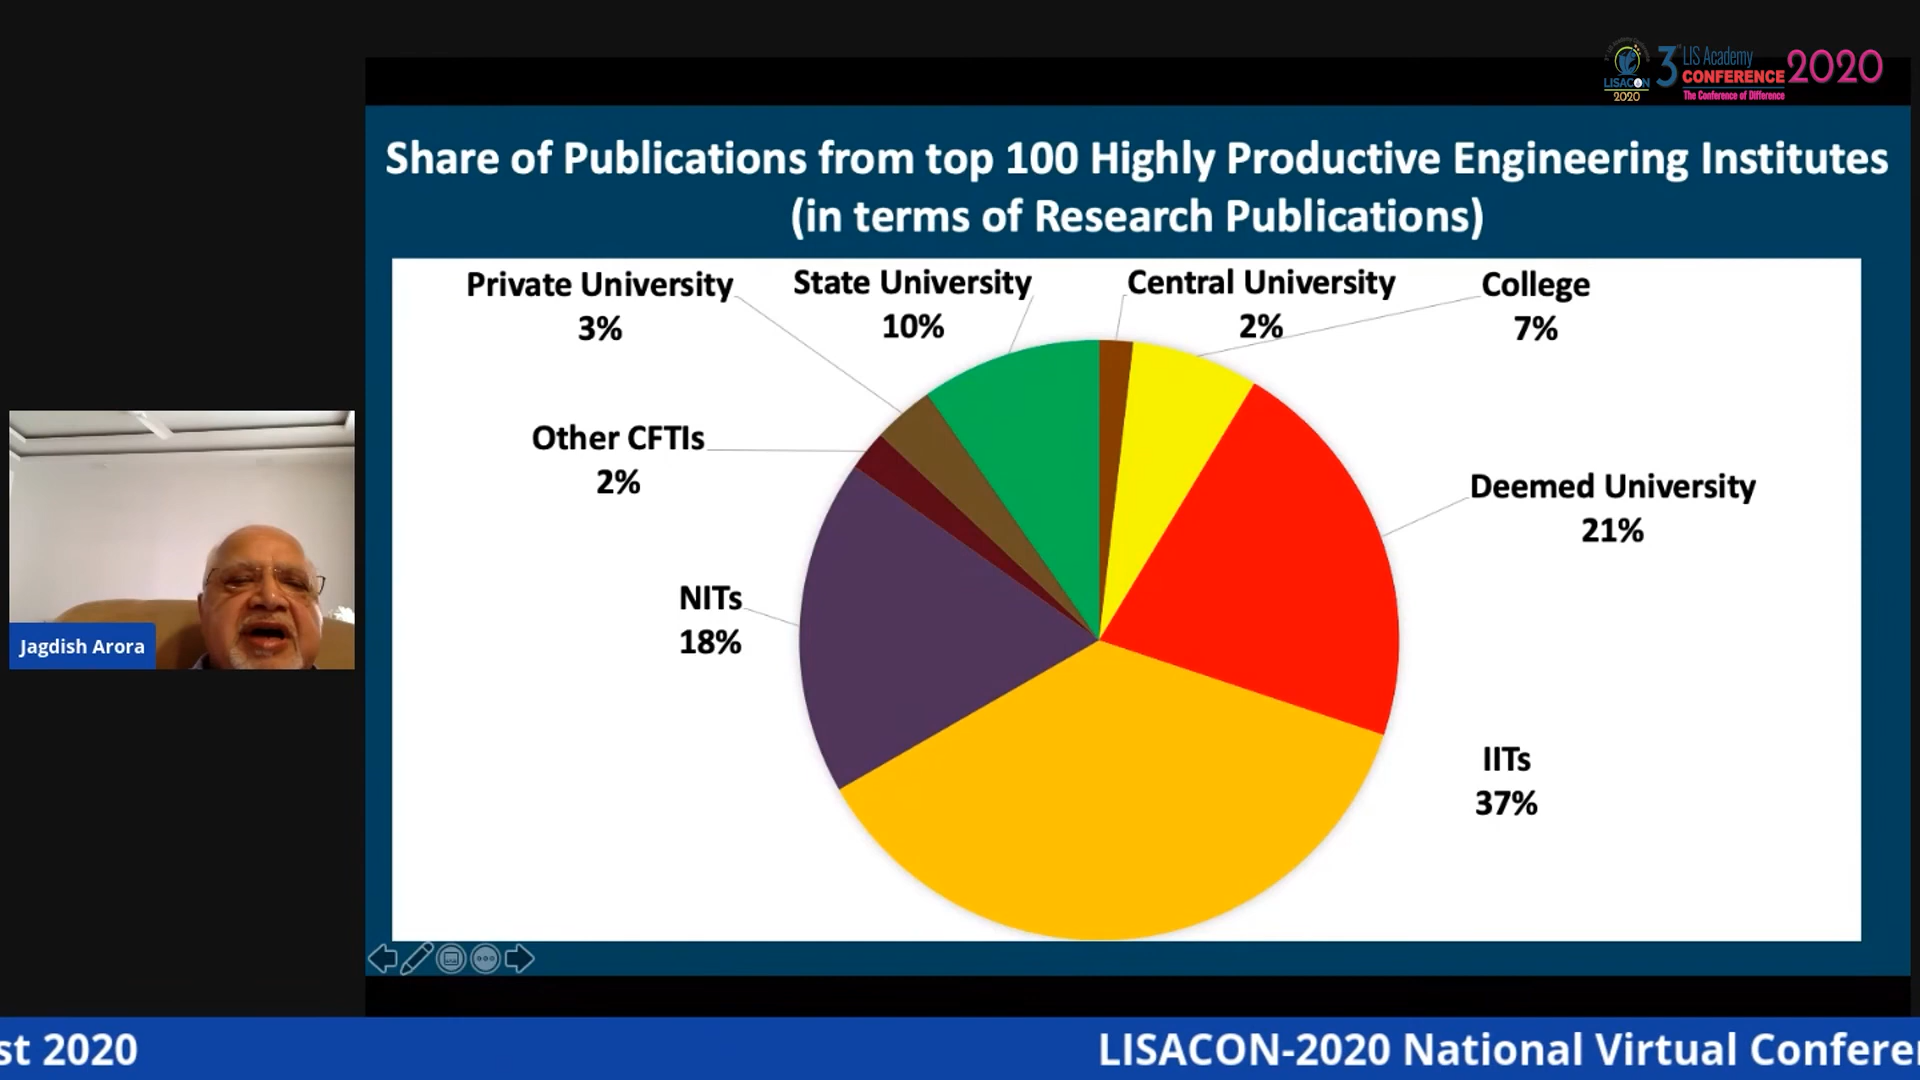 LISACON
2020
3rd LIS Academy
CONFERENCE 2020
The Conference of Difference
Share of Publications from top 100 Highly Productive Engineering Institutes
(in terms of Research Publications)
Private University
3%
State University
10%
Central University
2%
College
7%
Other CFTIs
2%
Deemed University
21%
NITs
18%
IITs
37%
Jagdish Arora
st 2020
LISACON-2020 National Virtual Confere